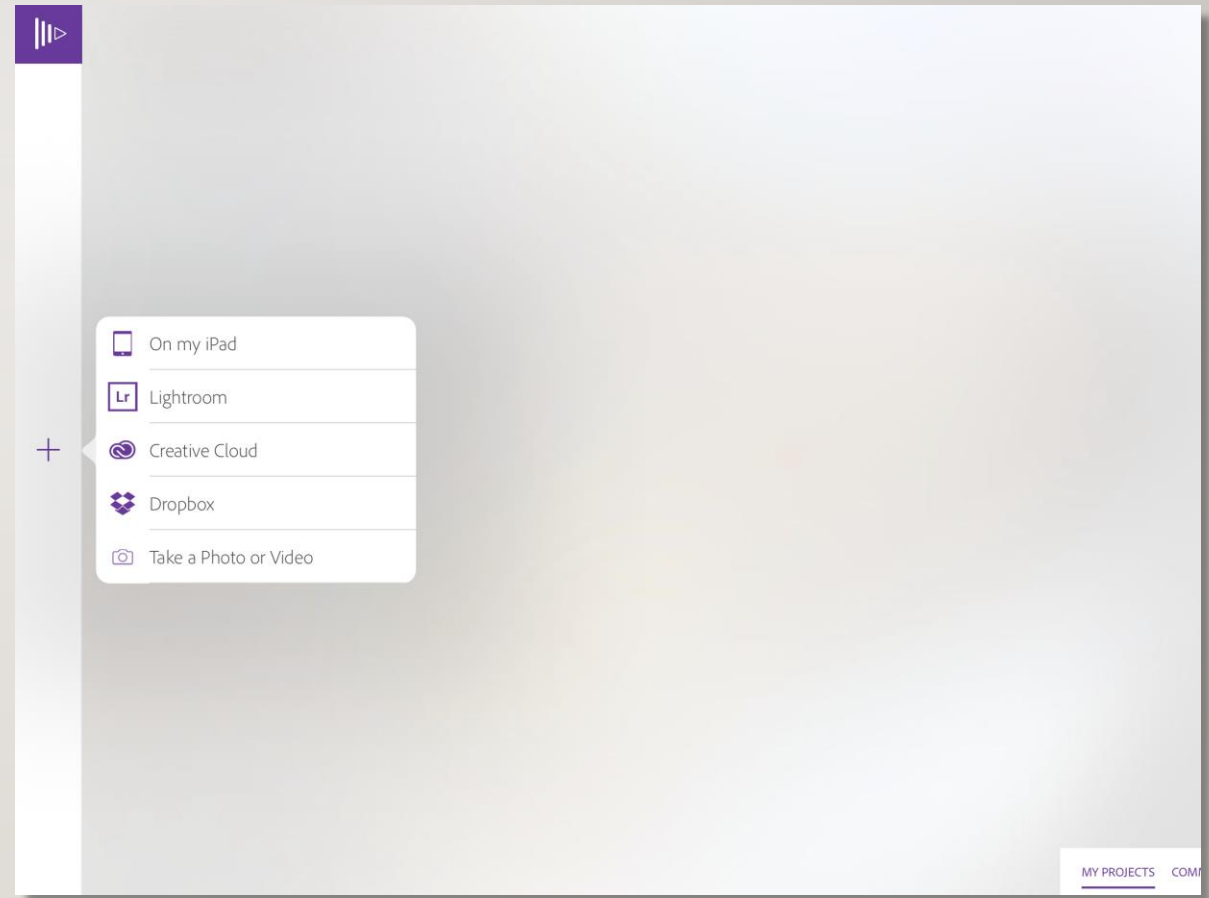 On my iPad
Lr Lightroom
Creative Cloud
Dropbox
Take a Photo or Video
MY PROJECTS